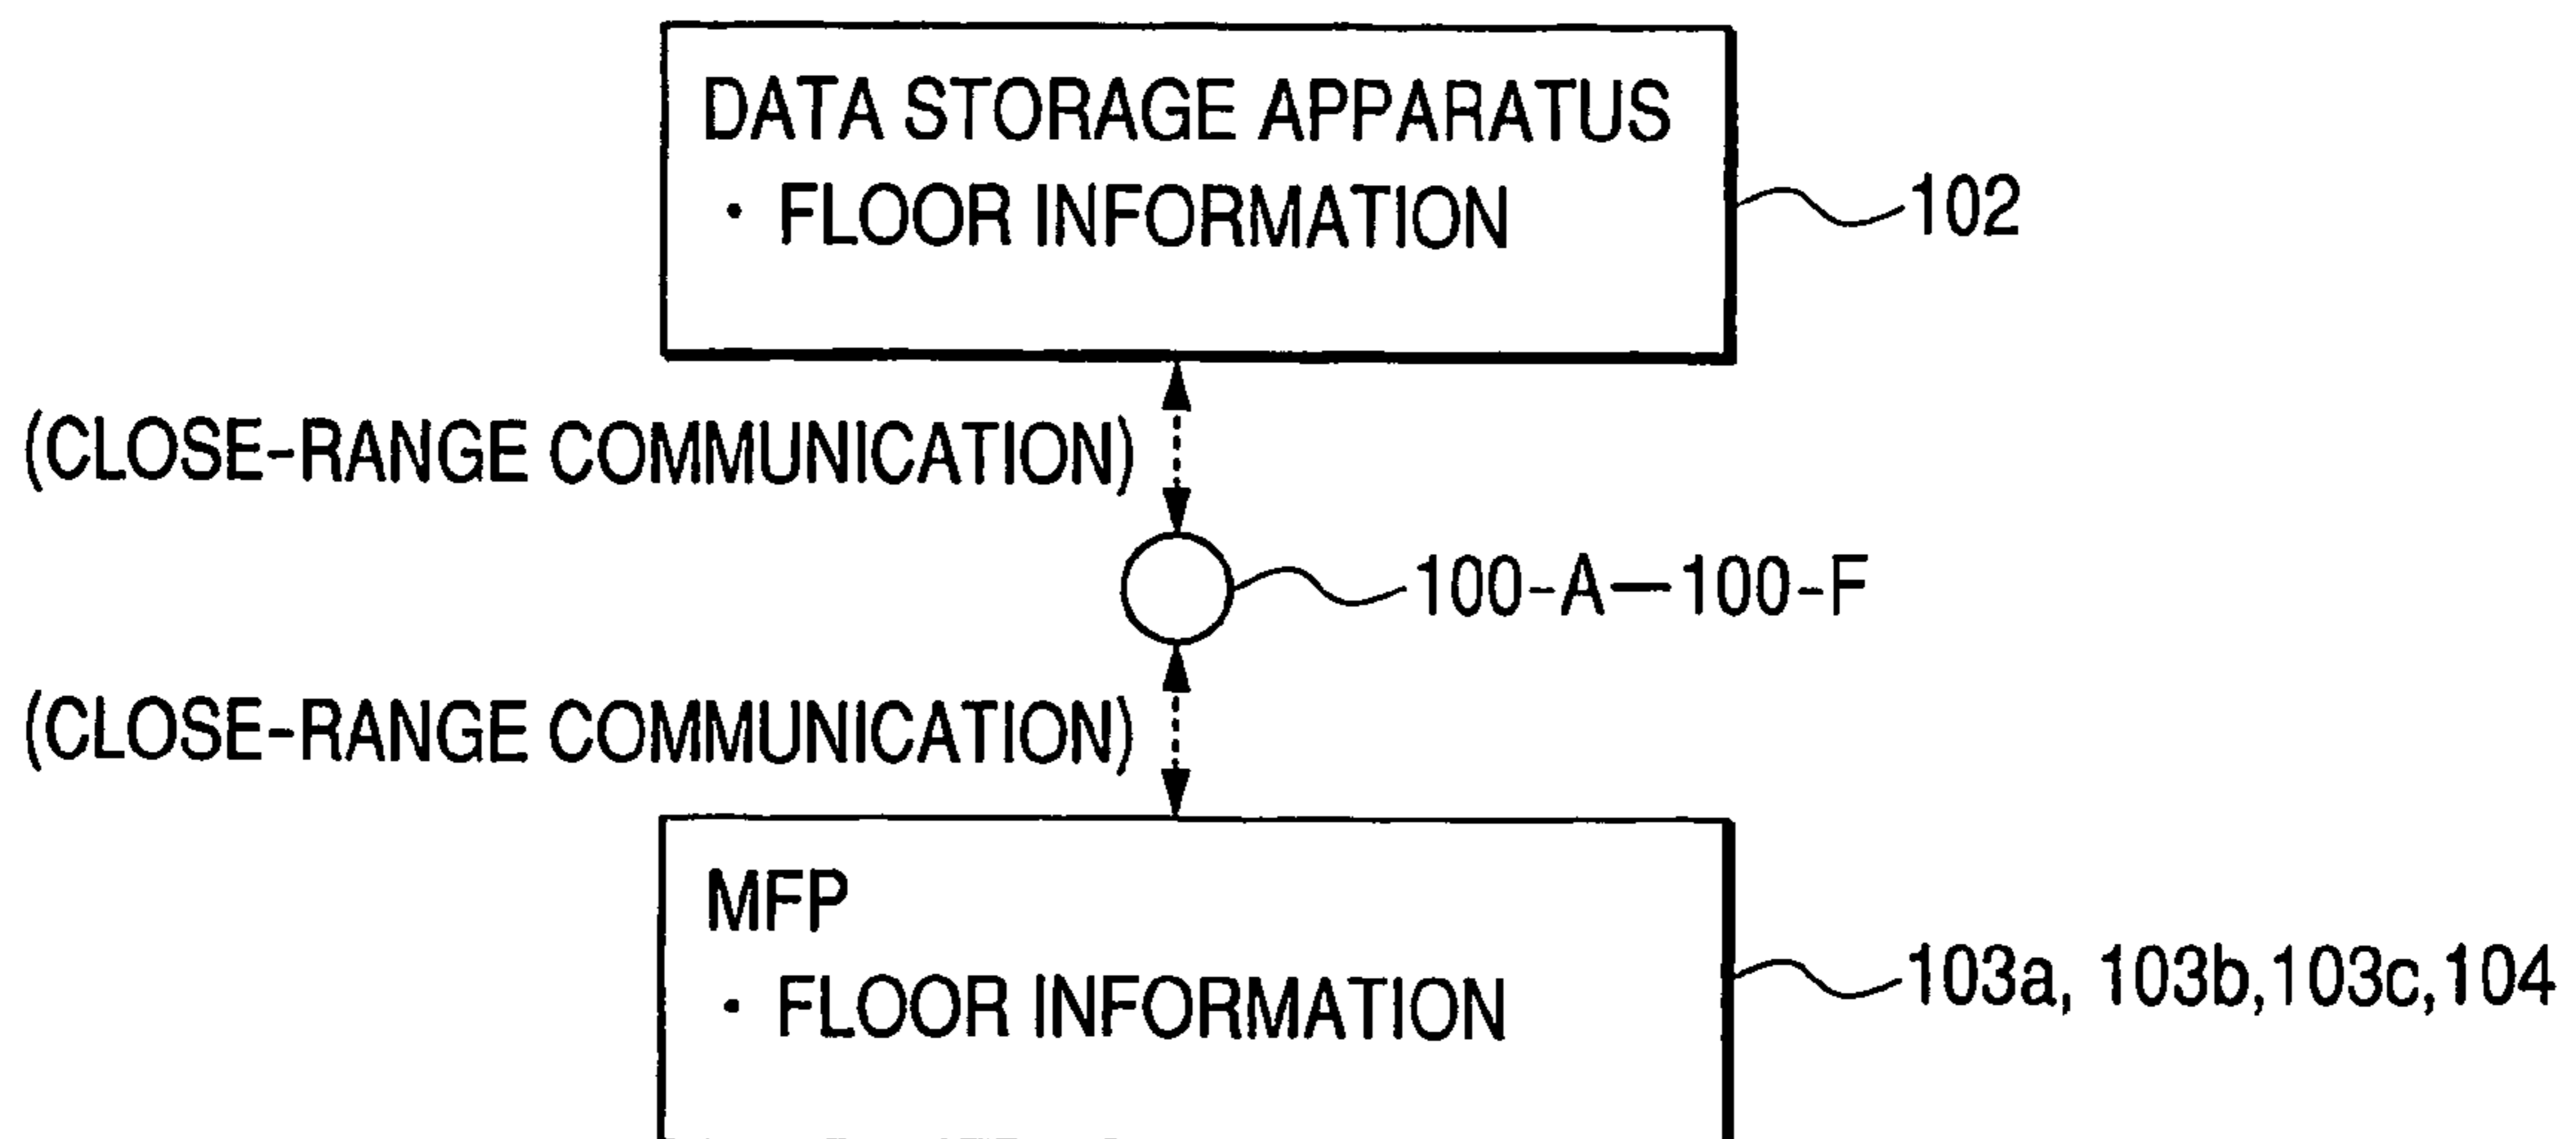 DATA STORAGE APPARATUS
· FLOOR INFORMATION
102
(CLOSE-RANGE COMMUNICATION)
100-A—100-F
(CLOSE-RANGE COMMUNICATION)
MFP
· FLOOR INFORMATION
103a, 103b,103c,104